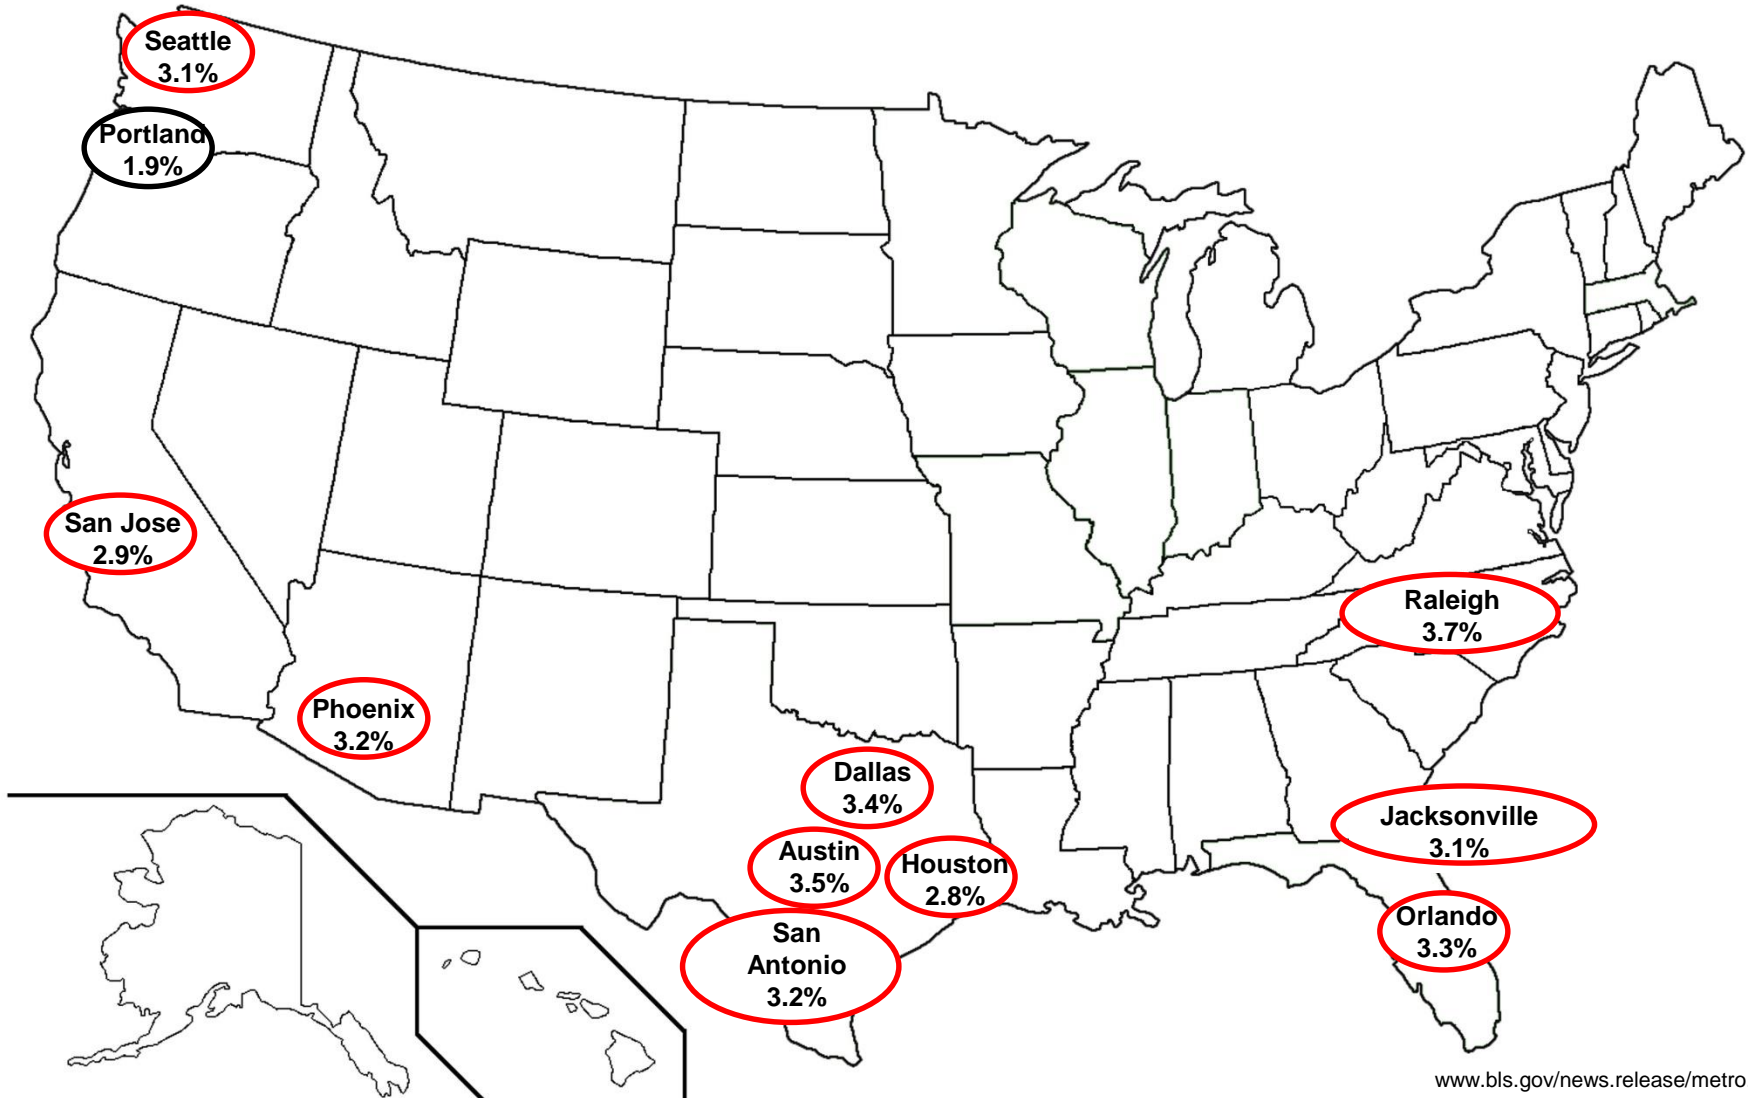 Seattle
3.1%
Portland
1.9%
San Jose
2.9%
Phoenix
3.2%
Dallas
3.4%
Austin
3.5%
Houston
2.8%
San
Antonio
3.2%
Raleigh
3.7%
Jacksonville
3.1%
Orlando
3.3%
www.bls.gov/news.release/metro